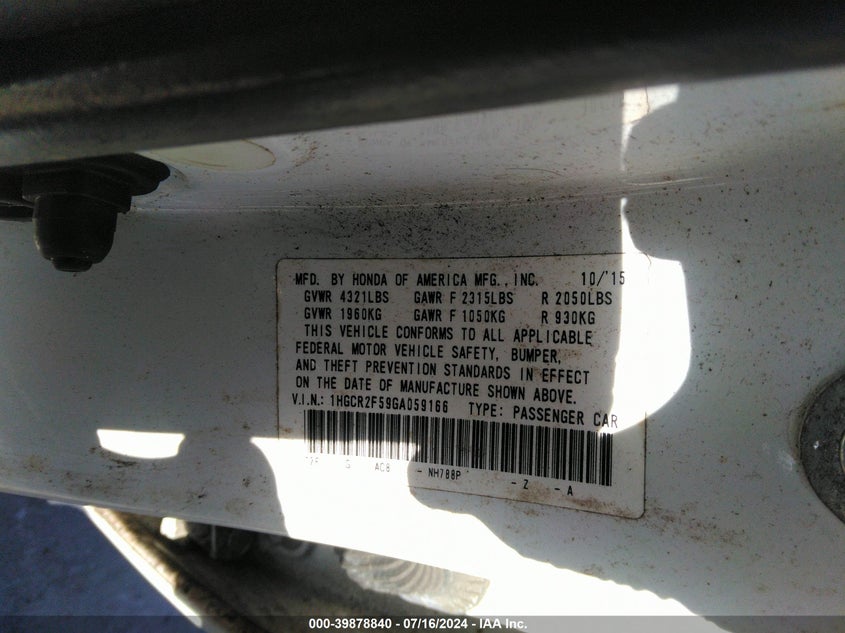 MFD. BY HONDA OF AMERICA MFG., INC. 10/'15
GVWR 4321LBS GAWR F 2315LBS R 2050LBS
GVWR 1960KG GAWR F 1050KG R 930KG
THIS VEHICLE CONFORMS TO ALL APPLICABLE
FEDERAL MOTOR VEHICLE SAFETY, BUMPER,
AND THEFT PREVENTION STANDARDS IN EFFECT
ON THE DATE OF MANUFACTURE SHOWN ABOVE.
V.I.N.: 1HGCR2F59GA059166 TYPE: PASSENGER CAR
G AC8 - NH788P - Z - A
000-39878840 - 07/16/2024 - IAA Inc.